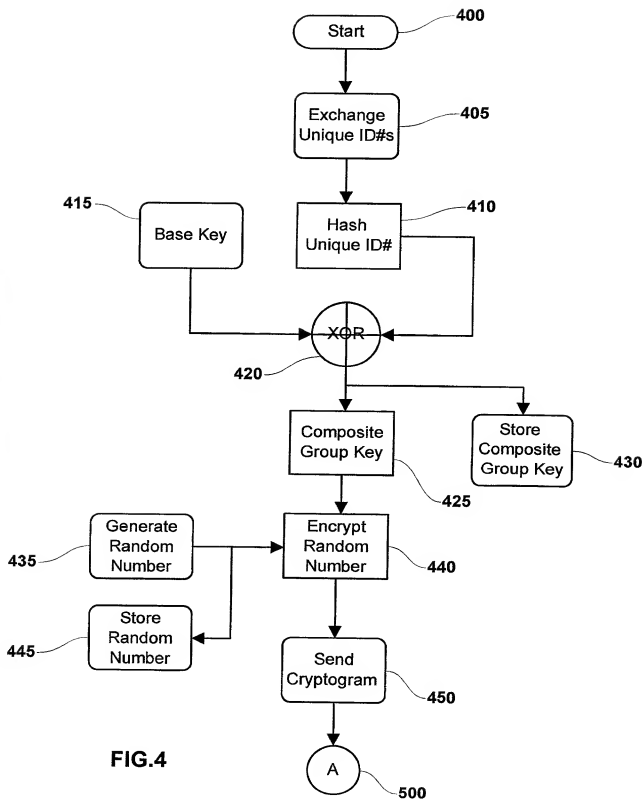 Start
400
Exchange
Unique ID#s
405
415
Base Key
Hash
Unique ID#
410
XOR
420
Composite
Group Key
425
Store
Composite
Group Key
430
Generate
Random
Number
435
Encrypt
Random
Number
440
Store
Random
Number
445
Send
Cryptogram
450
FIG.4
A
500